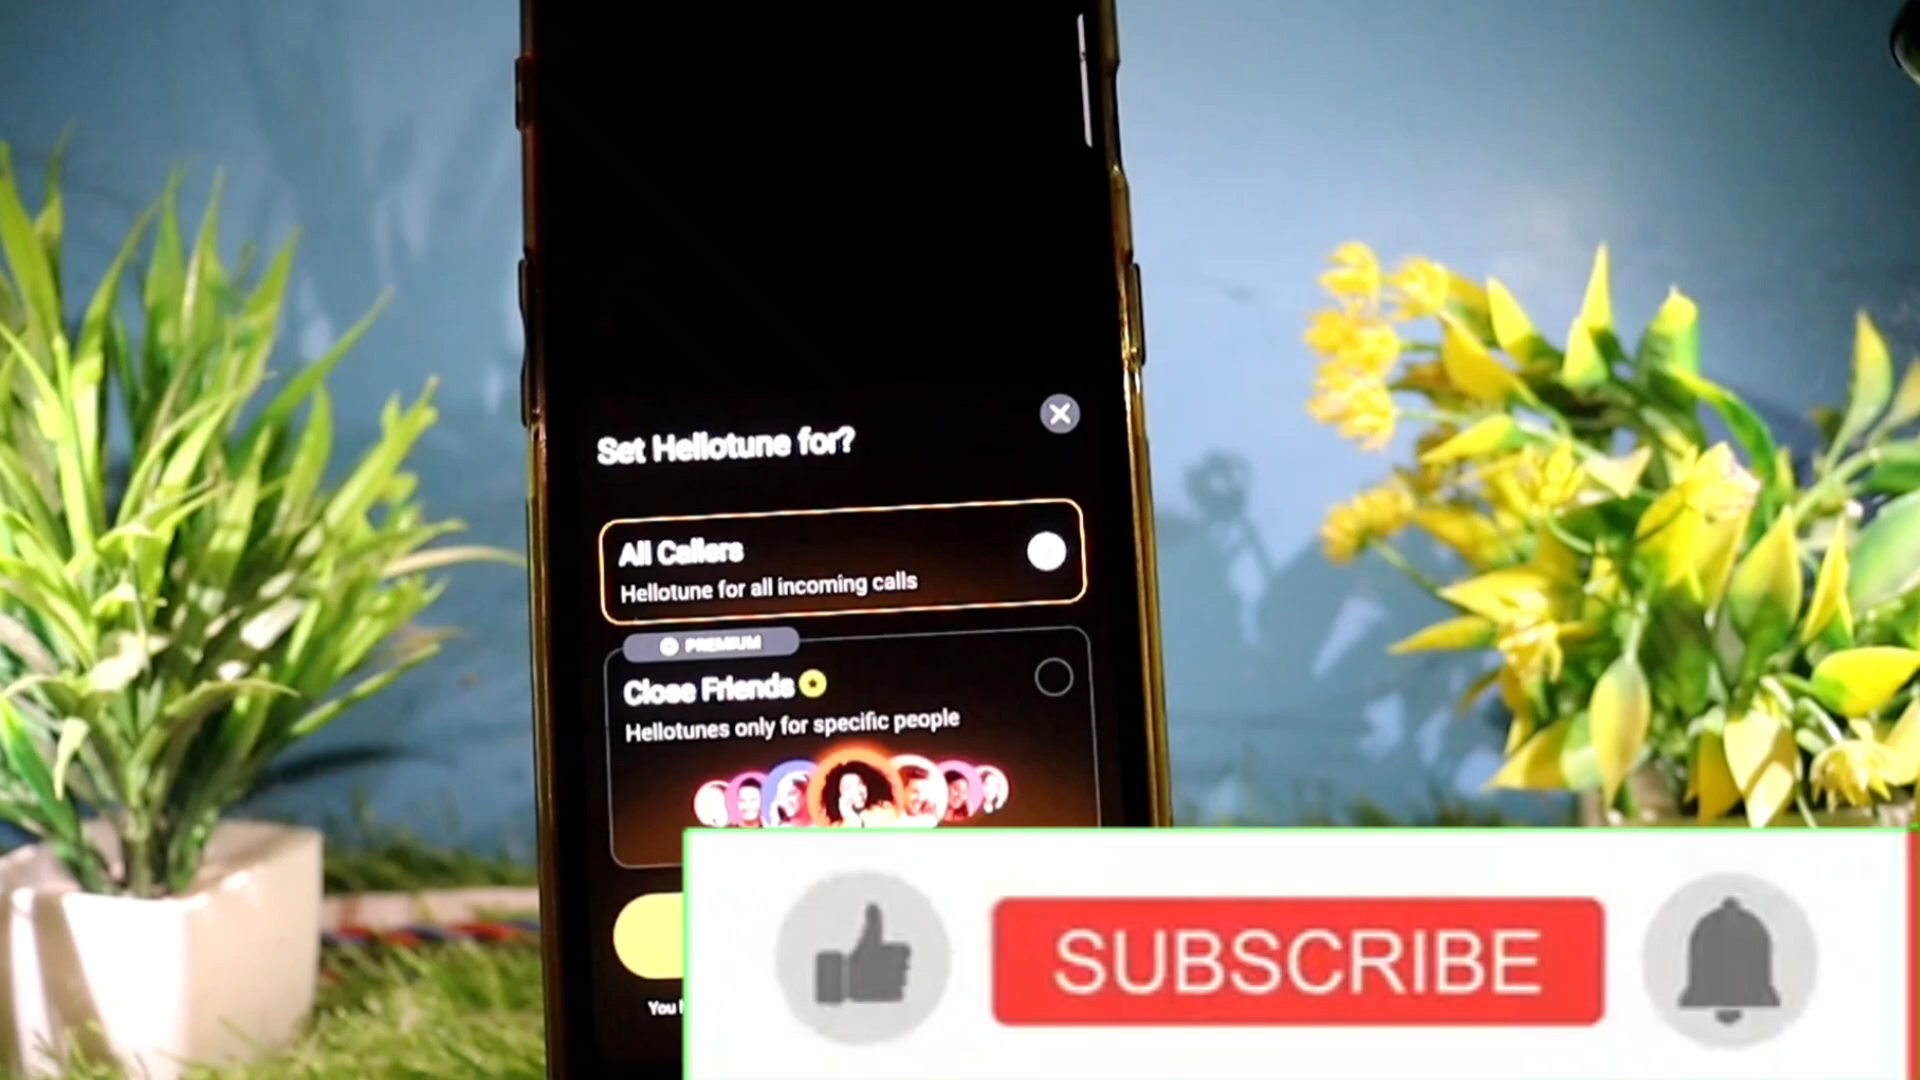 Set Hellotune for?
All Callers
Hellotune for all incoming calls
PREMIUM
Close Friends
Hellotunes only for specific people
You
SUBSCRIBE